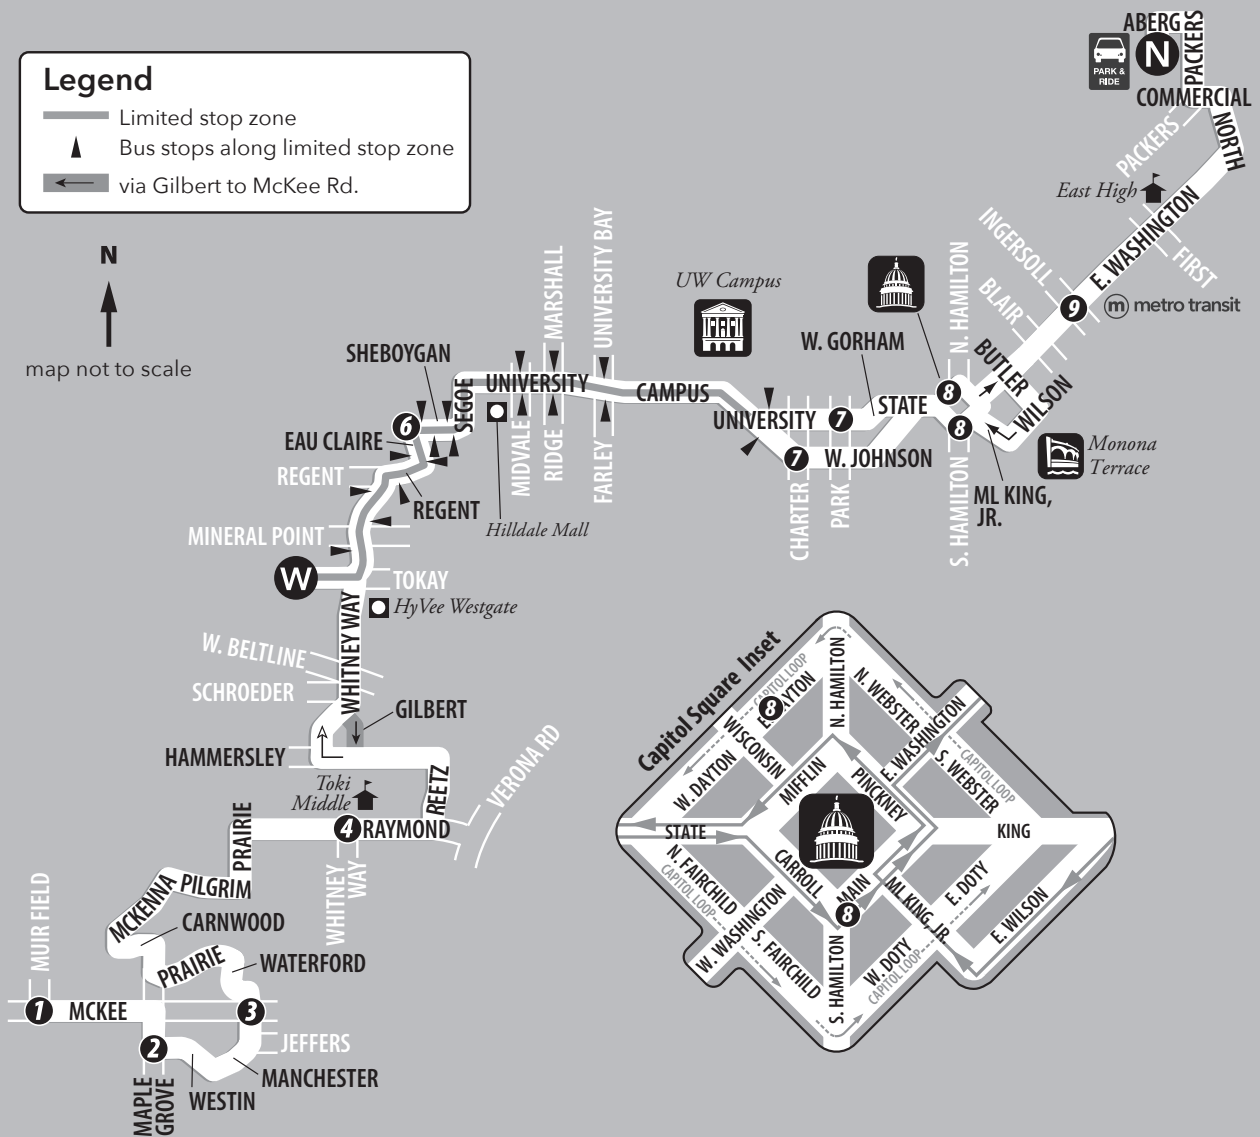 ABERG
PACKERS
N
PARK &
RIDE
COMMERCIAL
NORTH
PACKERS
East High
E. WASHINGTON
FIRST
INGERSOLL
BLAIR
9
m metro transit
Legend
Limited stop zone
Bus stops along limited stop zone
via Gilbert to McKee Rd.
N
map not to scale
SHEBOYGAN
SEGOE
UNIVERSITY
MARSHALL
UNIVERSITY BAY
MIDVALE
RIDGE
FARLEY
Hilldale Mall
CAMPUS
UW Campus
W. GORHAM
UNIVERSITY
7
STATE
7
W. JOHNSON
CHARTER
PARK
N. HAMILTON
8
8
S. HAMILTON
BUTLER
WILSON
ML KING,
JR.
Monona
Terrace
6
EAU CLAIRE
REGENT
REGENT
MINERAL POINT
W
TOKAY
HyVee Westgate
WHITNEY WAY
W. BELTLINE
SCHROEDER
GILBERT
HAMMERSLEY
Toki
Middle
REETZ
VERONA RD
4
RAYMOND
WHITNEY
WAY
PRAIRIE
PILGRIM
MCKENNA
CARNWOOD
PRAIRIE
WATERFORD
MUIR FIELD
1
MCKEE
3
2
JEFFERS
MANCHESTER
WESTIN
MAPLE
GROVE
Capitol Square Inset
CAPITOL LOOP
E. DAYTON
8
N. HAMILTON
N. WEBSTER
E. WASHINGTON
WISCONSIN
W. DAYTON
MIFFLIN
PINCKNEY
S. WEBSTER
CAPITOL LOOP
STATE
KING
N. FAIRCHILD
CAPITOL LOOP
CARROLL
MAIN
8
ML KING, JR.
E. DOTY
E. WILSON
W. WASHINGTON
S. FAIRCHILD
S. HAMILTON
W. DOTY
CAPITOL LOOP